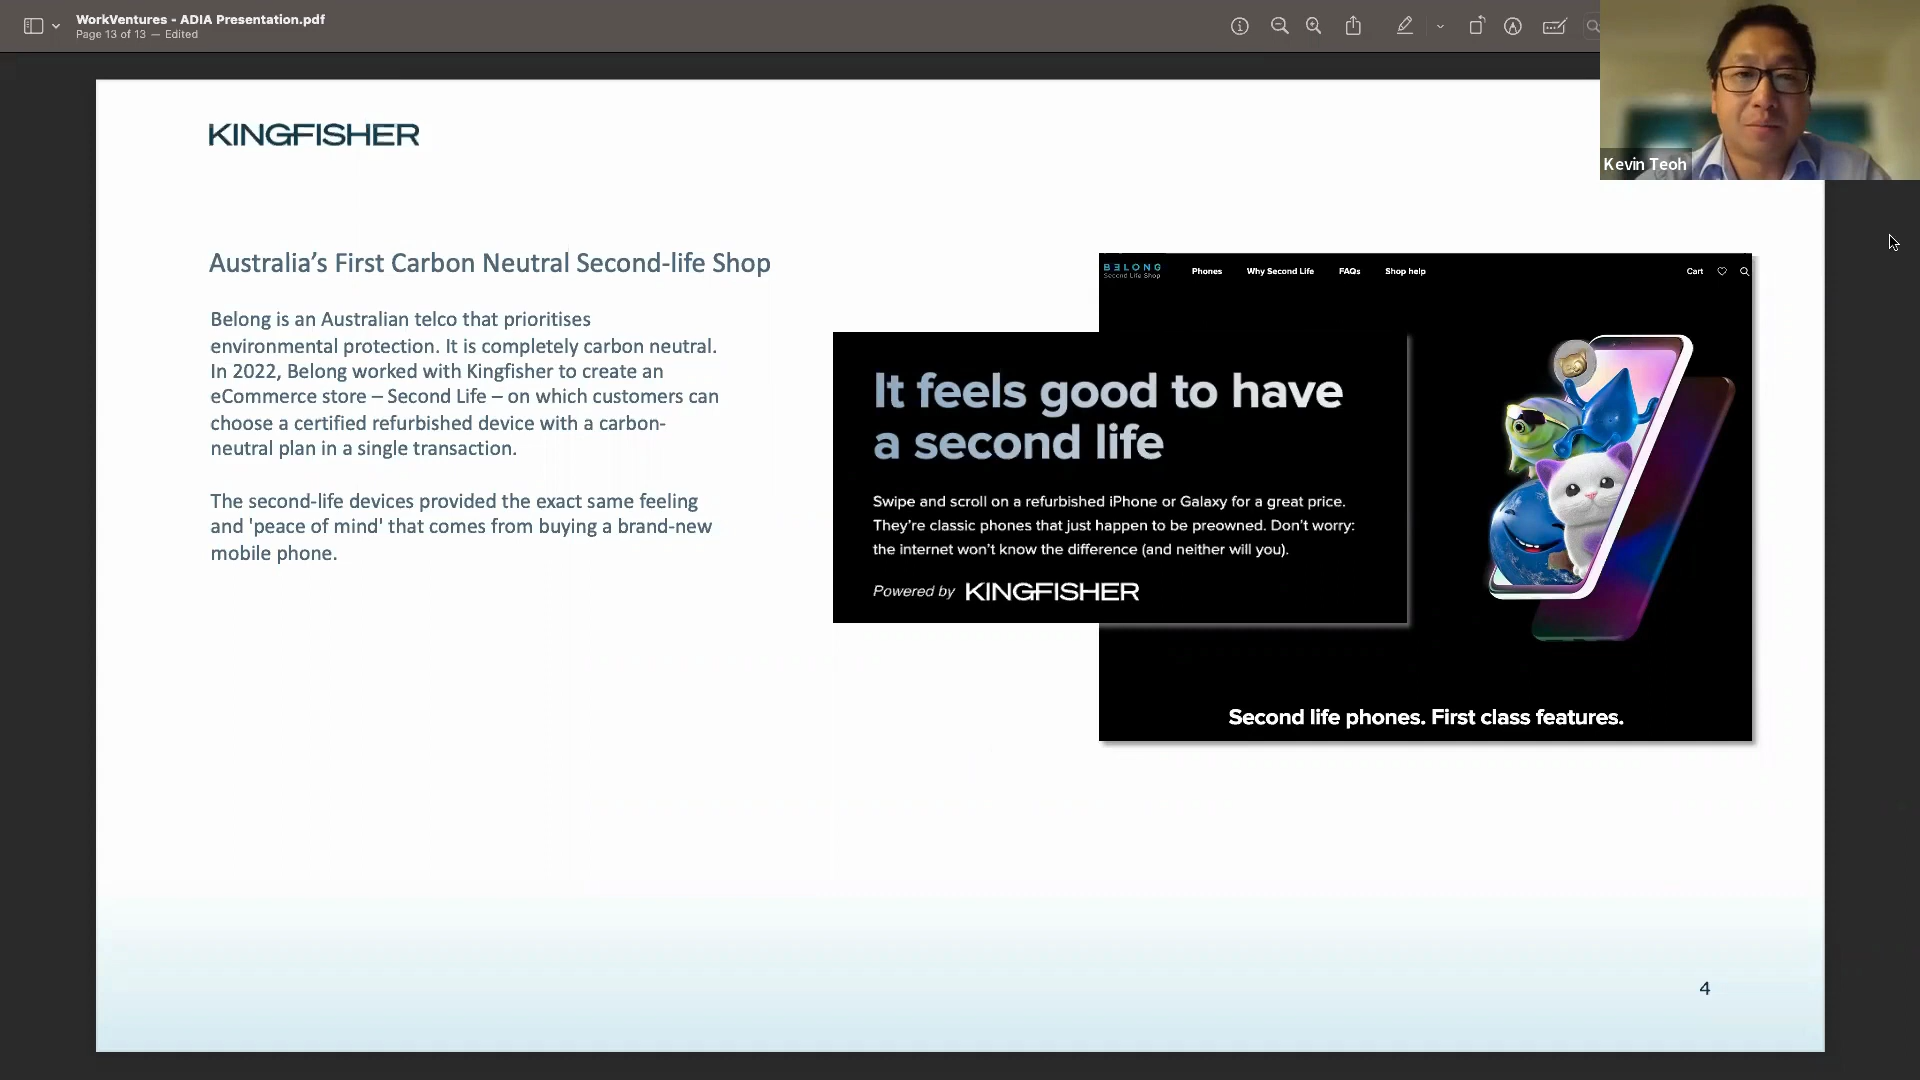 WorkVentures - ADIA Presentation.pdf
Page 13 of 13 — Edited
Kevin Teoh
KINGFISHER
Australia’s First Carbon Neutral Second-life Shop
Belong is an Australian telco that prioritises
environmental protection. It is completely carbon neutral.
In 2022, Belong worked with Kingfisher to create an
eCommerce store – Second Life – on which customers can
choose a certified refurbished device with a carbon-
neutral plan in a single transaction.
The second-life devices provided the exact same feeling
and 'peace of mind' that comes from buying a brand-new
mobile phone.
BELONG
Second Life Shop
Phones Why Second Life FAQs Shop help Cart
It feels good to have
a second life
Swipe and scroll on a refurbished iPhone or Galaxy for a great price.
They’re classic phones that just happen to be preowned. Don’t worry:
the internet won’t know the difference (and neither will you).
Powered by KINGFISHER
Second life phones. First class features.
4